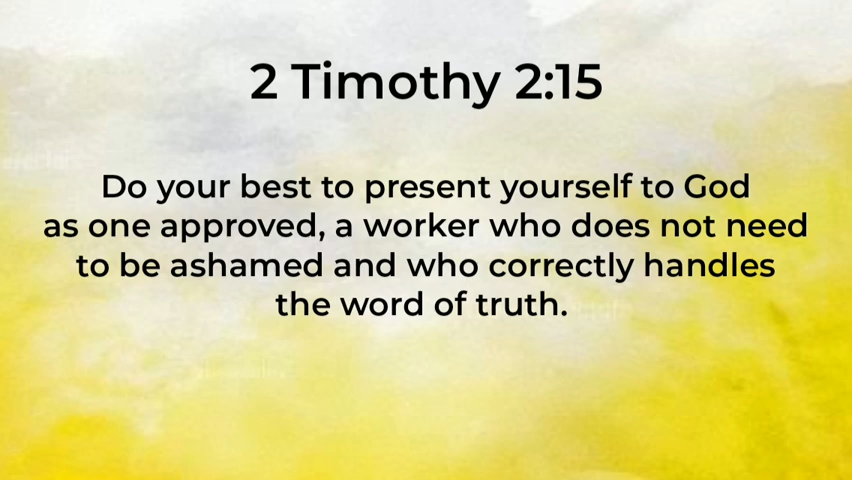 2 Timothy 2:15
Do your best to present yourself to God
as one approved, a worker who does not need
to be ashamed and who correctly handles
the word of truth.